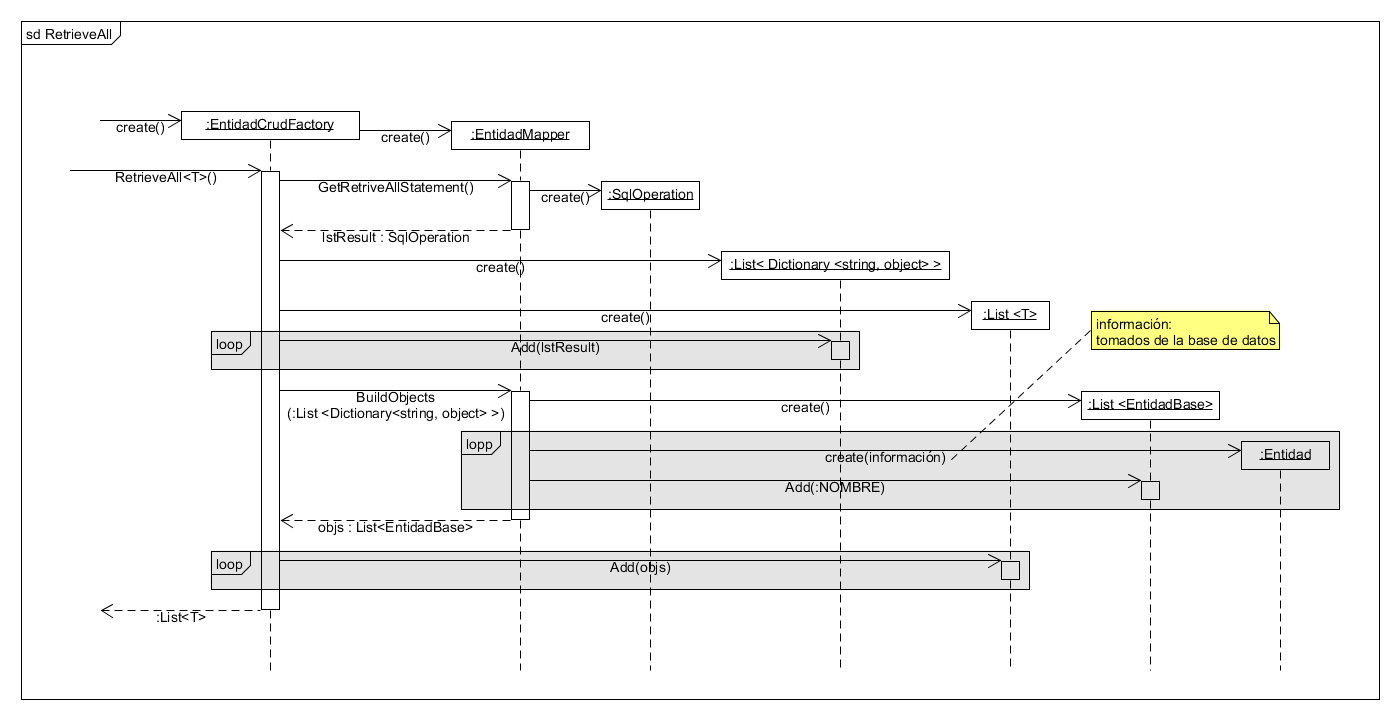 sd RetrieveAll
:EntidadCrudFactory
create()
:EntidadMapper
create()
RetrieveAll<T>()
GetRetriveAllStatement()
create()
:SqlOperation
lstResult : SqlOperation
create()
:List< Dictionary <string, object> >
create()
:List <T>
información:
tomados de la base de datos
loop
Add(lstResult)
BuildObjects
(:List <Dictionary<string, object> >)
create()
:List <EntidadBase>
lopp
create(información)
:Entidad
Add(:NOMBRE)
objs : List<EntidadBase>
loop
Add(objs)
:List<T>